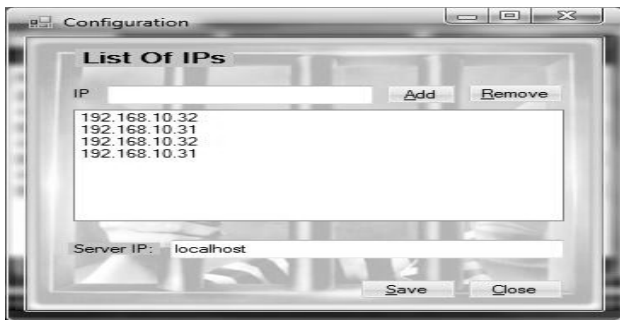 Configuration
List Of IPs
IP
Add
Remove
192.168.10.32
192.168.10.31
192.168.10.32
192.168.10.31
Server IP: localhost
Save
Close